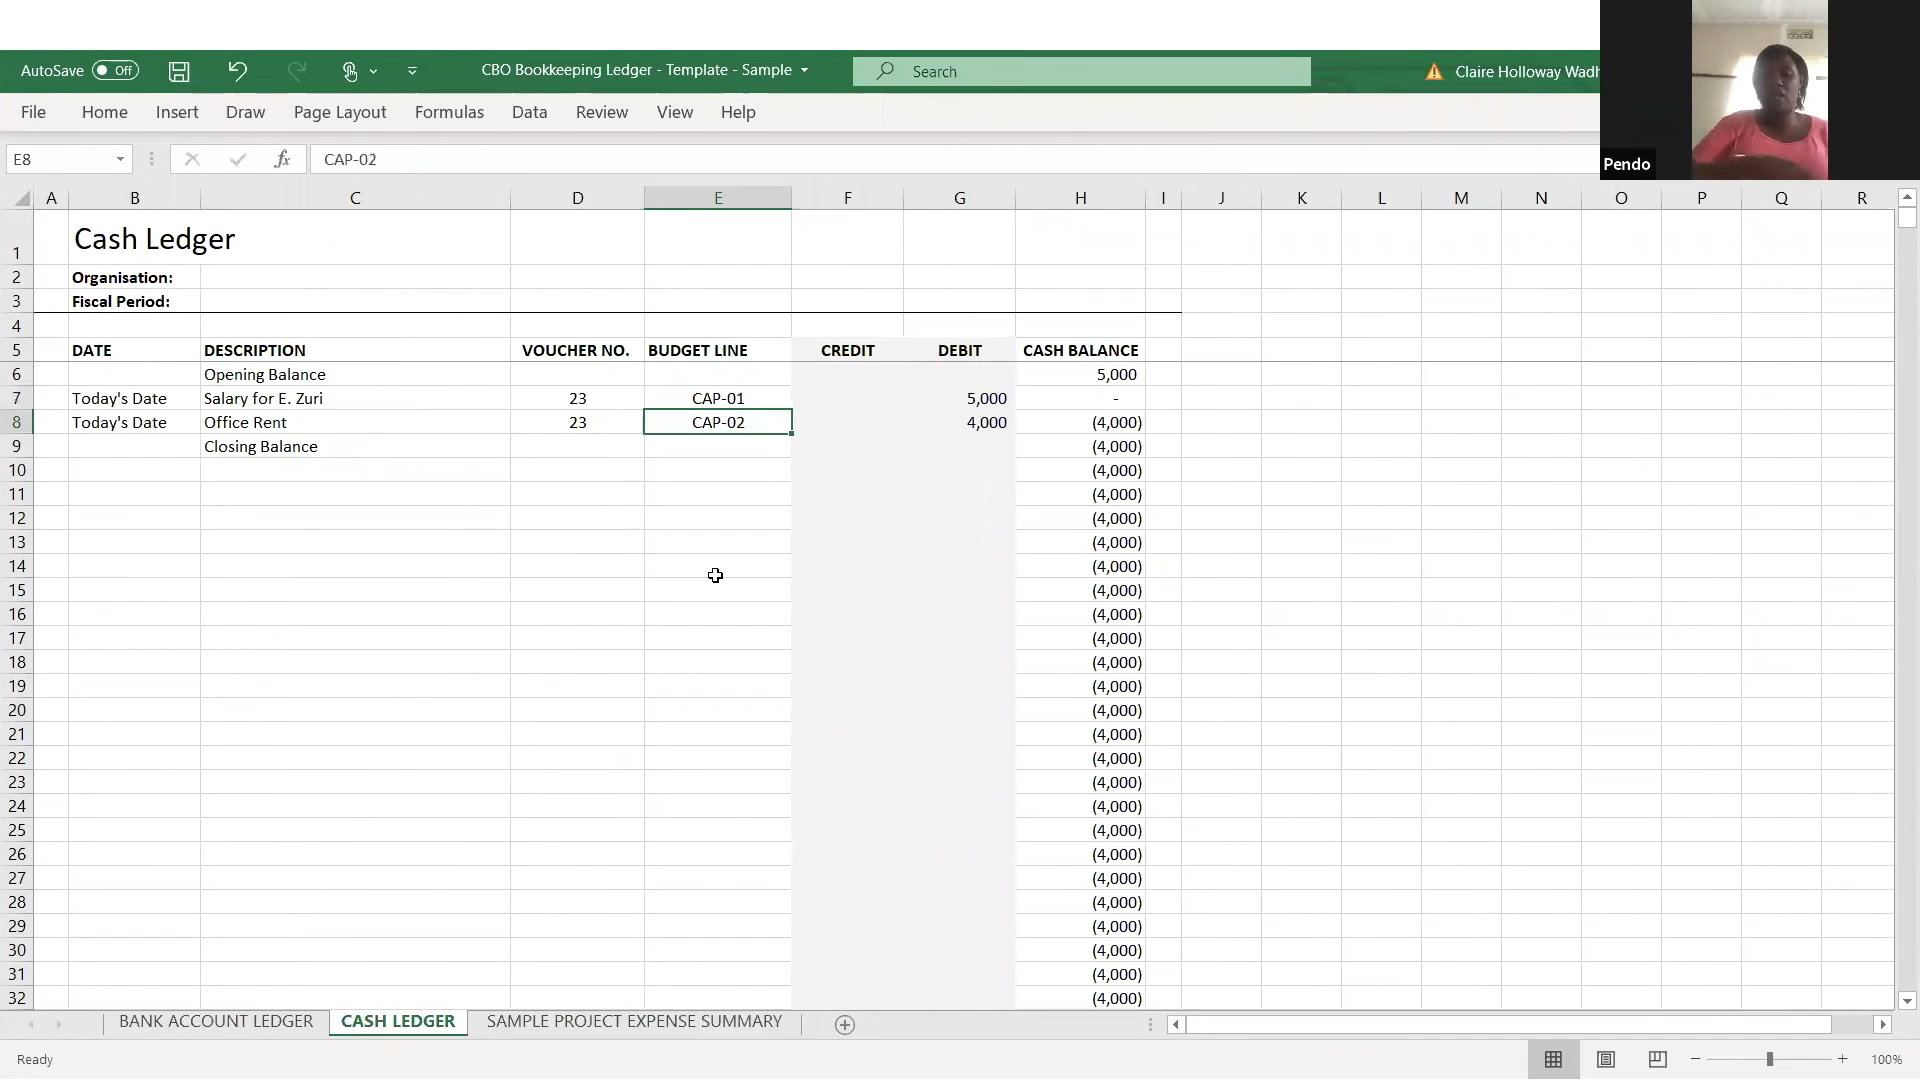 AutoSave Off CBO Bookkeeping Ledger - Template - Sample Search Claire Holloway Wadh
File Home Insert Draw Page Layout Formulas Data Review View Help
Pendo
E8 fx CAP-02
A B C D E F G H I J K L M N O P Q R
1 Cash Ledger
2 Organisation:
3 Fiscal Period:
4
5 DATE DESCRIPTION VOUCHER NO. BUDGET LINE CREDIT DEBIT CASH BALANCE
6 Opening Balance 5,000
7 Today's Date Salary for E. Zuri 23 CAP-01 5,000 -
8 Today's Date Office Rent 23 CAP-02 4,000 (4,000)
9 Closing Balance (4,000)
10 (4,000)
11 (4,000)
12 (4,000)
13 (4,000)
14 (4,000)
15 (4,000)
16 (4,000)
17 (4,000)
18 (4,000)
19 (4,000)
20 (4,000)
21 (4,000)
22 (4,000)
23 (4,000)
24 (4,000)
25 (4,000)
26 (4,000)
27 (4,000)
28 (4,000)
29 (4,000)
30 (4,000)
31 (4,000)
32 (4,000)
BANK ACCOUNT LEDGER CASH LEDGER SAMPLE PROJECT EXPENSE SUMMARY
Ready 100%